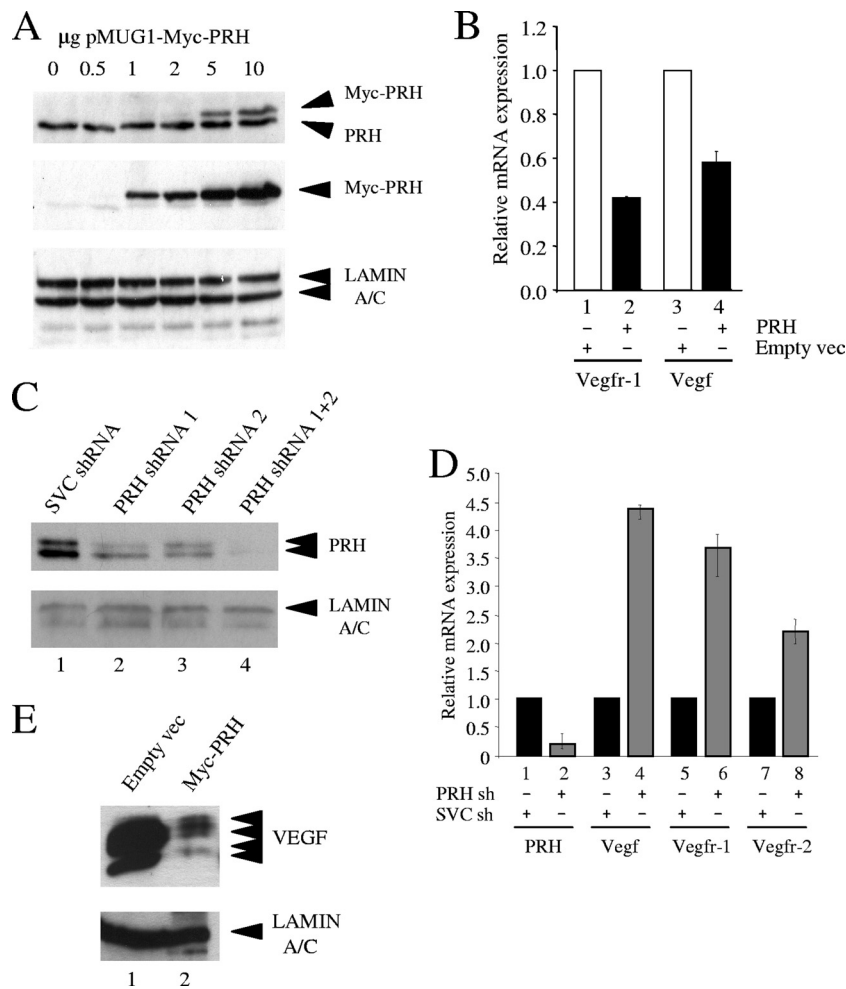 A
µg pMUG1-Myc-PRH
0 0.5 1 2 5 10
Myc-PRH
PRH
Myc-PRH
LAMIN
A/C
B
Relative mRNA expression
1.2
1.0
0.8
0.6
0.4
0.2
0.0
1 2 3 4
– + – + PRH
+ – + – Empty vec
Vegfr-1 Vegf
C
SVC shRNA
PRH shRNA 1
PRH shRNA 2
PRH shRNA 1+2
PRH
LAMIN
A/C
1 2 3 4
D
Relative mRNA expression
5.0
4.5
4.0
3.5
3.0
2.5
2.0
1.5
1.0
0.5
0
1 2 3 4 5 6 7 8
PRH sh – + – + – + – +
SVC sh + – + – + – + –
PRH Vegf Vegfr-1 Vegfr-2
E
Empty vec
Myc-PRH
VEGF
LAMIN
A/C
1 2